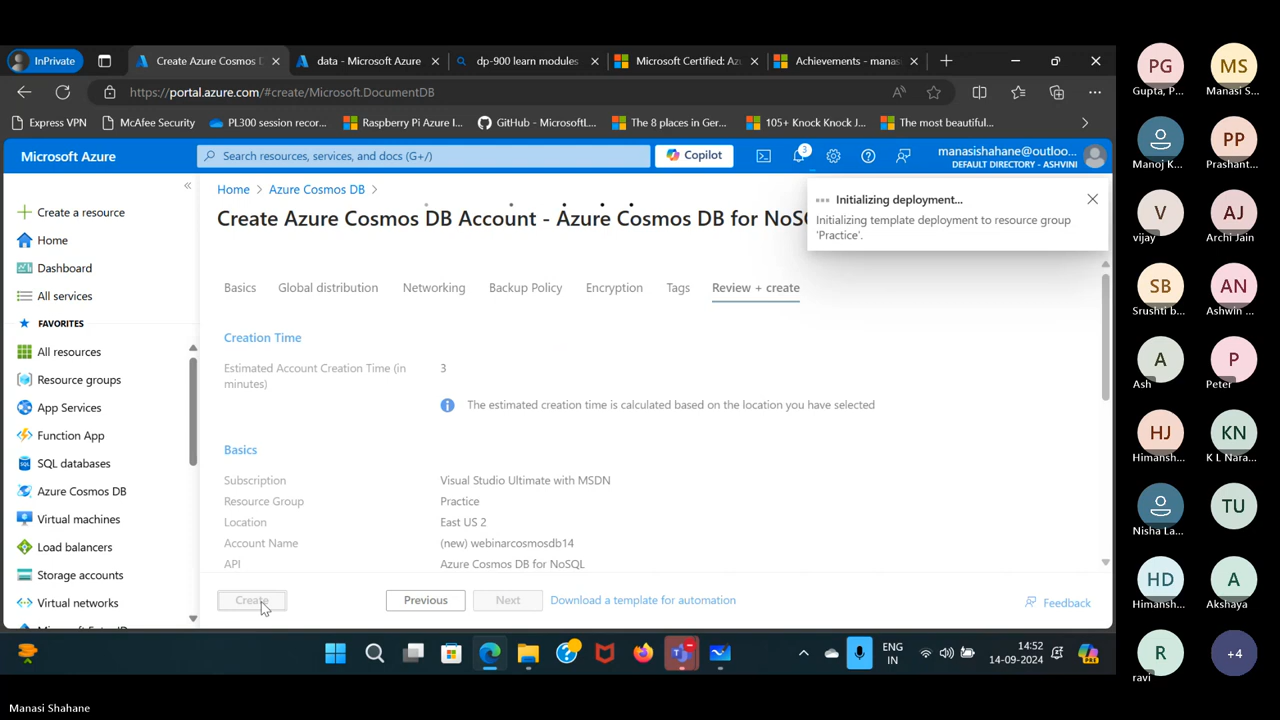 InPrivate
Create Azure Cosmos D
data - Microsoft Azure
dp-900 learn modules
Microsoft Certified: Az
Achievements - manas
https://portal.azure.com/#create/Microsoft.DocumentDB
Express VPN
McAfee Security
PL300 session recor...
Raspberry Pi Azure I...
GitHub - MicrosoftL...
The 8 places in Ger...
105+ Knock Knock J...
The most beautiful...
Microsoft Azure
Search resources, services, and docs (G+/)
Copilot
3
manasishahane@outloo...
DEFAULT DIRECTORY - ASHVINI
Create a resource
Home
Dashboard
All services
FAVORITES
All resources
Resource groups
App Services
Function App
SQL databases
Azure Cosmos DB
Virtual machines
Load balancers
Storage accounts
Virtual networks
Home > Azure Cosmos DB >
Create Azure Cosmos DB Account - Azure Cosmos DB for NoSQ
Initializing deployment...
Initializing template deployment to resource group
'Practice'.
Basics
Global distribution
Networking
Backup Policy
Encryption
Tags
Review + create
Creation Time
Estimated Account Creation Time (in
minutes)
3
The estimated creation time is calculated based on the location you have selected
Basics
Subscription
Visual Studio Ultimate with MSDN
Resource Group
Practice
Location
East US 2
Account Name
(new) webinarcosmosdb14
API
Azure Cosmos DB for NoSQL
Create
Previous
Next
Download a template for automation
Feedback
ENG
IN
14:52
14-09-2024
PRE
PG
Gupta, P...
MS
Manasi S...
Manoj K...
PP
Prashant...
V
vijay
AJ
Archi Jain
SB
Srushti b...
AN
Ashwin ...
A
Ash
P
Peter
HJ
Himansh...
KN
K L Nara...
Nisha La...
TU
HD
Himansh...
A
Akshaya
R
ravi
+4
Manasi Shahane